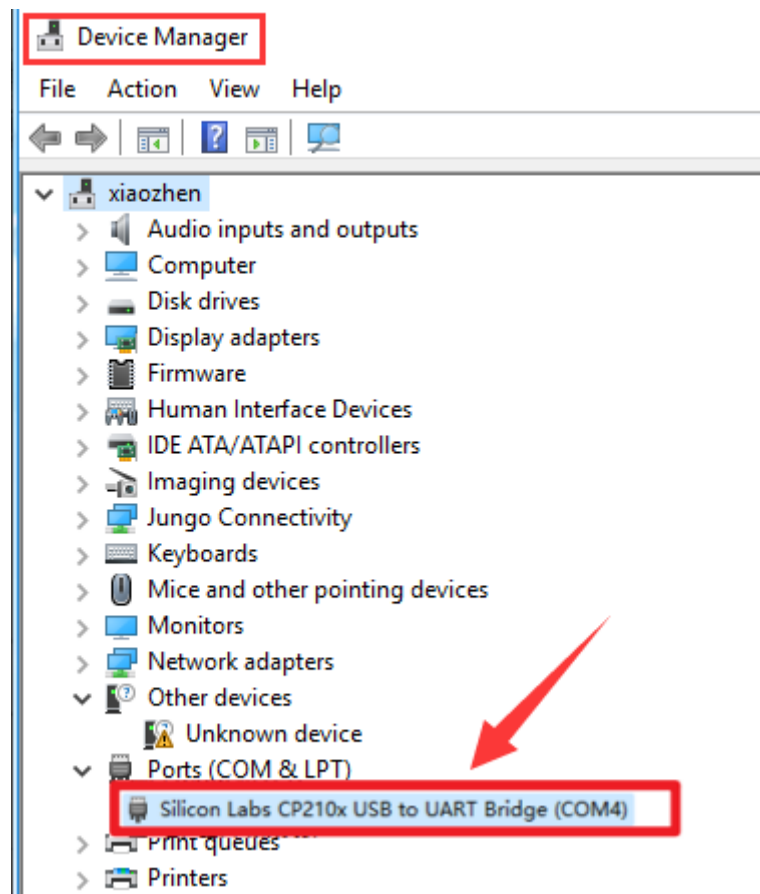 Device Manager
File Action View Help
xiaozhen
Audio inputs and outputs
Computer
Disk drives
Display adapters
Firmware
Human Interface Devices
IDE ATA/ATAPI controllers
Imaging devices
Jungo Connectivity
Keyboards
Mice and other pointing devices
Monitors
Network adapters
Other devices
Unknown device
Ports (COM & LPT)
Silicon Labs CP210x USB to UART Bridge (COM4)
Print queues
Printers